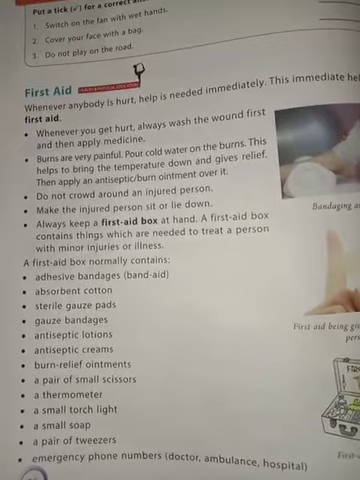 Put a tick (✓) for a correct
1. Switch on the fan with wet hands.
2. Cover your face with a bag.
3. Do not play on the road.
First Aid
HEALTH & PHYSICAL EDUCATION
Whenever anybody is hurt, help is needed immediately. This immediate
first aid.
• Whenever you get hurt, always wash the wound first
and then apply medicine.
• Burns are very painful. Pour cold water on the burns. This
helps to bring the temperature down and gives relief.
Then apply an antiseptic/burn ointment over it.
• Do not crowd around an injured person.
• Make the injured person sit or lie down.
• Always keep a first-aid box at hand. A first-aid box
contains things which are needed to treat a person
with minor injuries or illness.
A first-aid box normally contains:
• adhesive bandages (band-aid)
• absorbent cotton
• sterile gauze pads
• gauze bandages
• antiseptic lotions
• antiseptic creams
• burn-relief ointments
• a pair of small scissors
• a thermometer
• a small torch light
• a small soap
• a pair of tweezers
• emergency phone numbers (doctor, ambulance, hospital)
Bandaging
First aid being